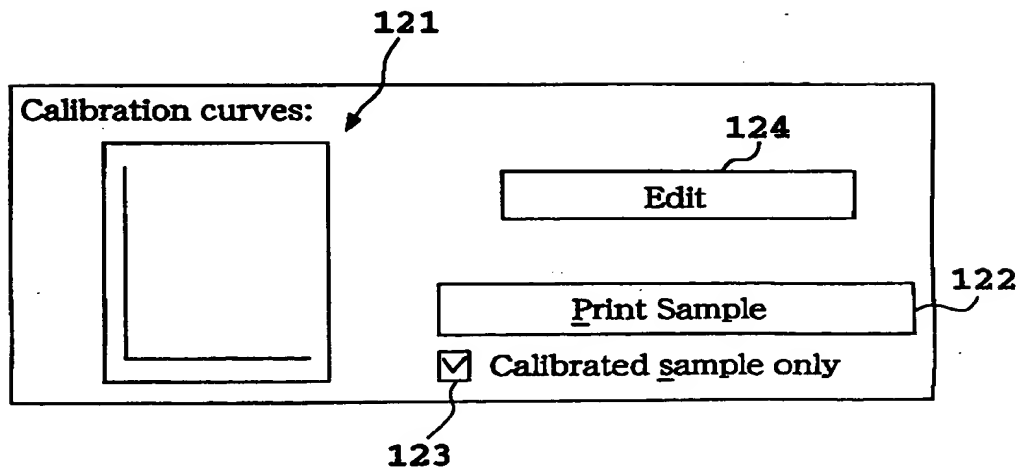 121
Calibration curves:
124
Edit
122
Print Sample
Calibrated sample only
123